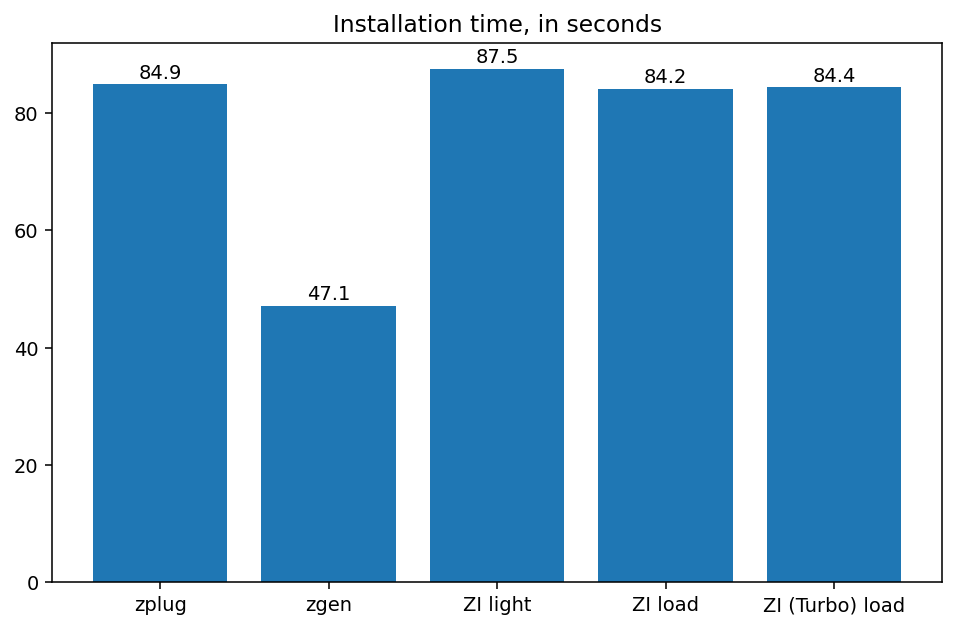 Installation time, in seconds
84.9
47.1
87.5
84.2
84.4
80
60
40
20
0
zplug
zgen
ZI light
ZI load
ZI (Turbo) load